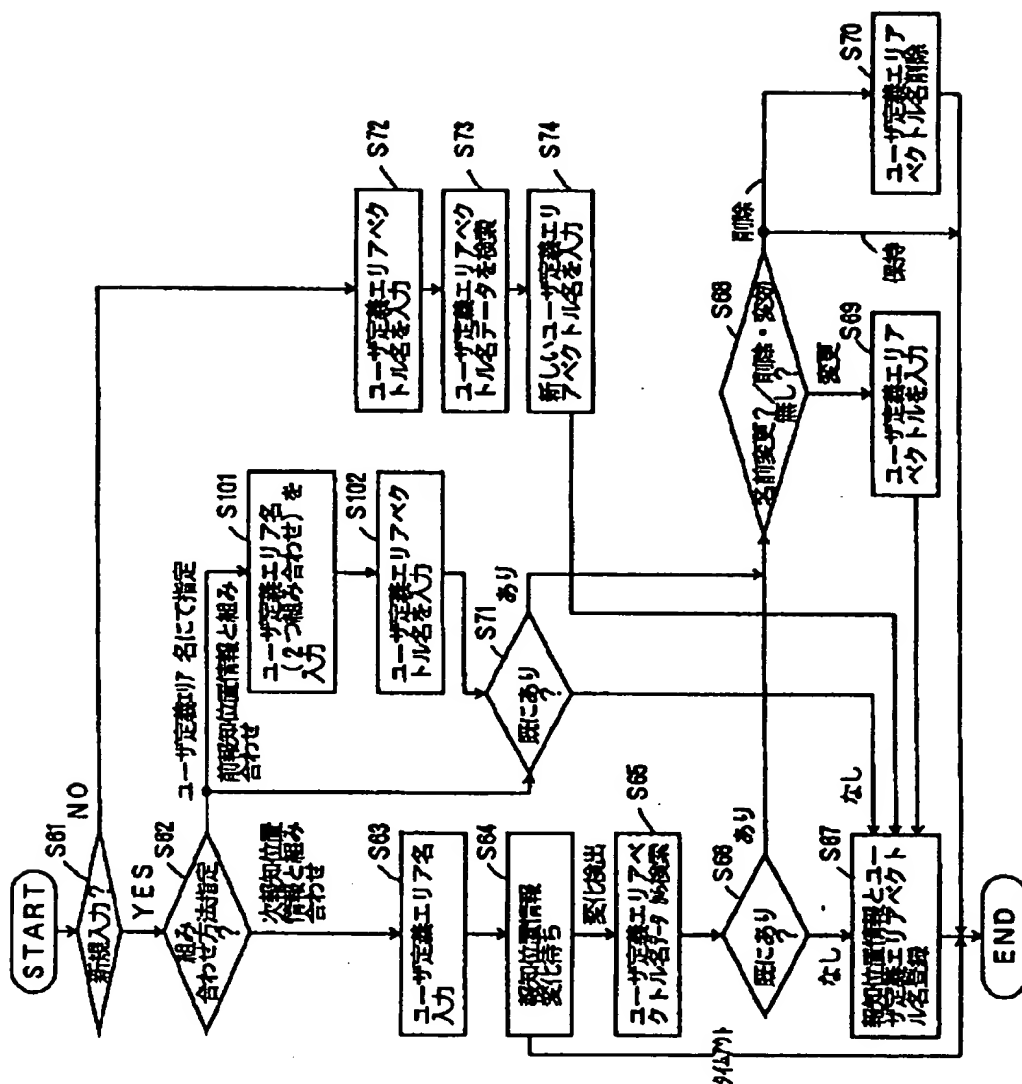 START
S61
新規入力？
NO
YES
S62
組み
合わせ方法指定
？
ユーザ定義エリア名にて指定
前報知位置情報と組み
合わせ
次報知位置
情報と組み
合わせ
S63
ユーザ定義エリア名
入力
S64
報知位置情報
変化待ち
変化検出
タイムアウト
S65
ユーザ定義エリアベ
クトル名データから検索
S66
既にあり
？
あり
なし
S67
報知位置情報とユー
ザ定義エリアベクト
ル名登録
END
S101
ユーザ定義エリア名
（2つ組み合わせ）を
入力
S102
ユーザ定義エリアベク
トル名を入力
S71
既にあり
？
あり
なし
S72
ユーザ定義エリアベク
トル名を入力
S73
ユーザ定義エリアベク
トル名データを検索
S74
新しいユーザ定義エリ
アベクトル名を入力
S68
名前変更？／削除・変効
無し？
変更
削除
保持
S69
ユーザ定義エリア
ベクトルを入力
S70
ユーザ定義エリア
ベクトル名削除